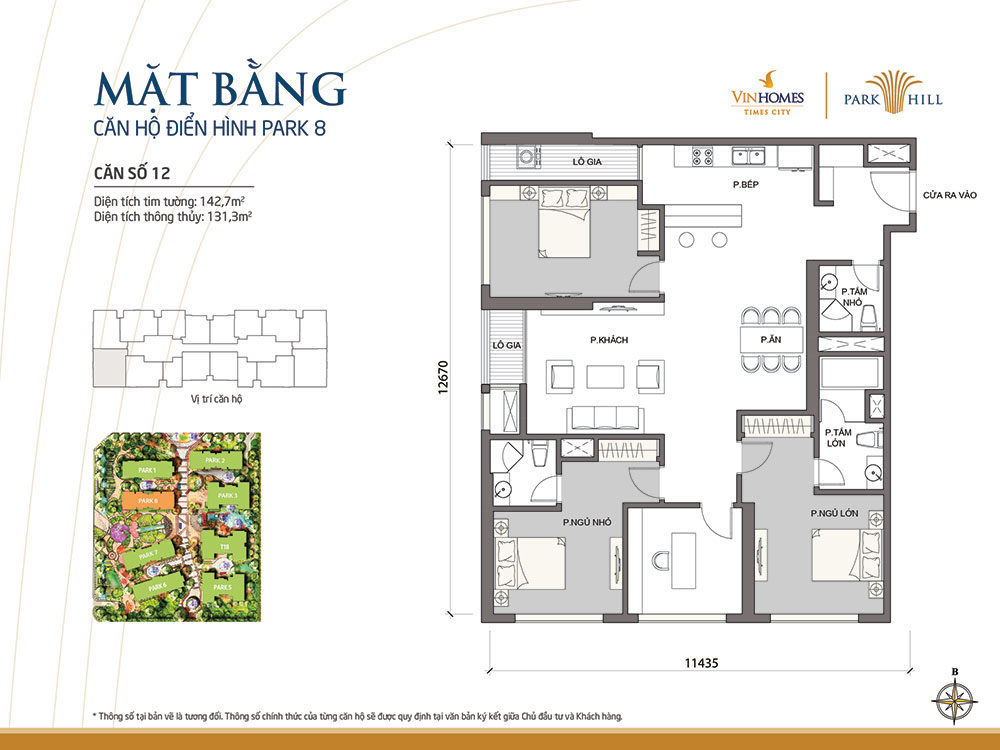 MẶT BẰNG
CĂN HỘ ĐIỂN HÌNH PARK 8
CĂN SỐ 12
Diện tích tim tường: 142,7m²
Diện tích thông thủy: 131,3m²
VINHOMES
TIMES CITY
PARK HILL
LÔ GIA
P.BẾP
CỬA RA VÀO
P.TẮM
NHỎ
P.KHÁCH
P.ĂN
LÔ GIA
12670
P.TẮM
LỚN
P.NGỦ NHỎ
P.NGỦ LỚN
11435
Vị trí căn hộ
PARK 1
PARK 2
PARK 8
PARK 3
PARK 7
T18
PARK 6
PARK 5
B
* Thông số tại bản vẽ là tương đối. Thông số chính thức của từng căn hộ sẽ được quy định tại văn bản ký kết giữa Chủ đầu tư và Khách hàng.